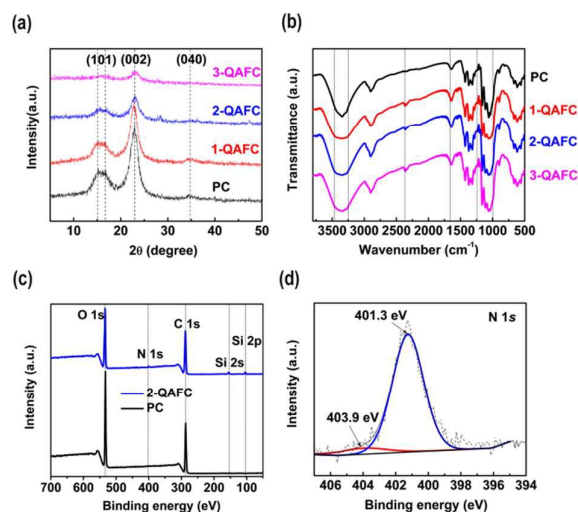 (a)
(101) (002) (040)
3-QAFC
2-QAFC
1-QAFC
PC
Intensity(a.u.)
0 10 20 30 40 50
2θ (degree)
(b)
PC
1-QAFC
2-QAFC
3-QAFC
Transmittance (a.u.)
3500 3000 2500 2000 1500 1000 500
Wavenumber (cm⁻¹)
(c)
O 1s
C 1s
Si 2p
N 1s
Si 2s
2-QAFC
PC
Intensity (a.u.)
700 600 500 400 300 200 100 0
Binding energy (eV)
(d)
401.3 eV
N 1s
403.9 eV
Intensity (a.u.)
406 404 402 400 398 396 394
Binding energy (eV)